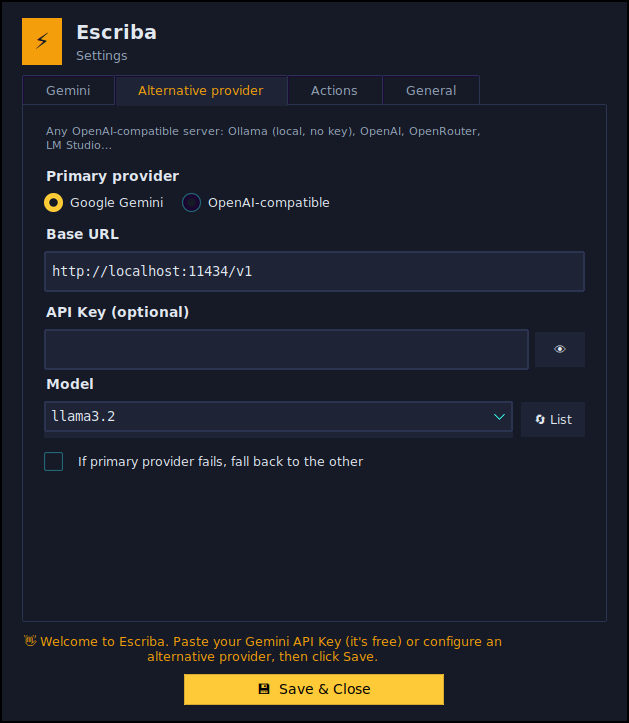 ⚡ Escriba
Settings
Gemini Alternative provider Actions General
Any OpenAI-compatible server: Ollama (local, no key), OpenAI, OpenRouter,
LM Studio...
Primary provider
Google Gemini OpenAI-compatible
Base URL
http://localhost:11434/v1
API Key (optional)
👁
Model
llama3.2 🔄 List
If primary provider fails, fall back to the other
👋 Welcome to Escriba. Paste your Gemini API Key (it's free) or configure an
alternative provider, then click Save.
💾 Save & Close